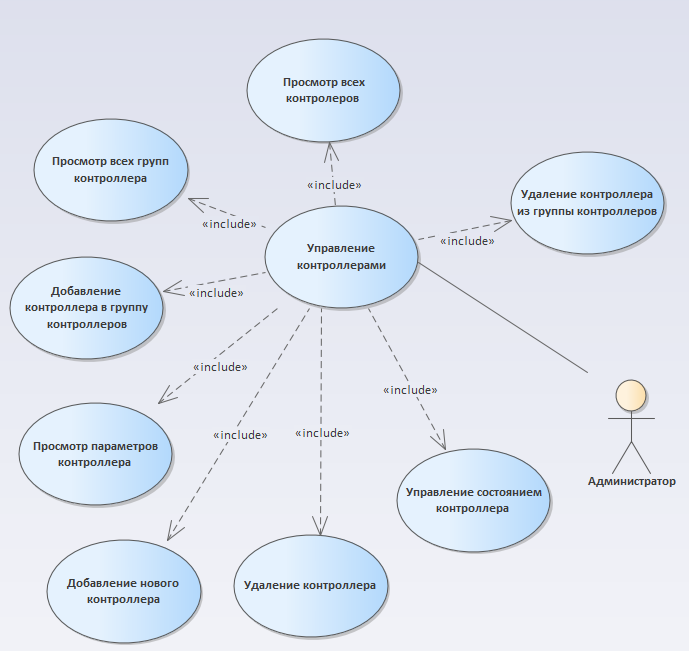 Просмотр всех
контролеров
«include»
Просмотр всех групп
контроллера
«include»
Удаление контроллера
из группы контроллеров
«include»
Управление
контроллерами
Добавление
контроллера в группу
контроллеров
«include»
«include»
Просмотр параметров
контроллера
«include»
«include»
«include»
Управление состоянием
контроллера
Администратор
Добавление нового
контроллера
Удаление контроллера